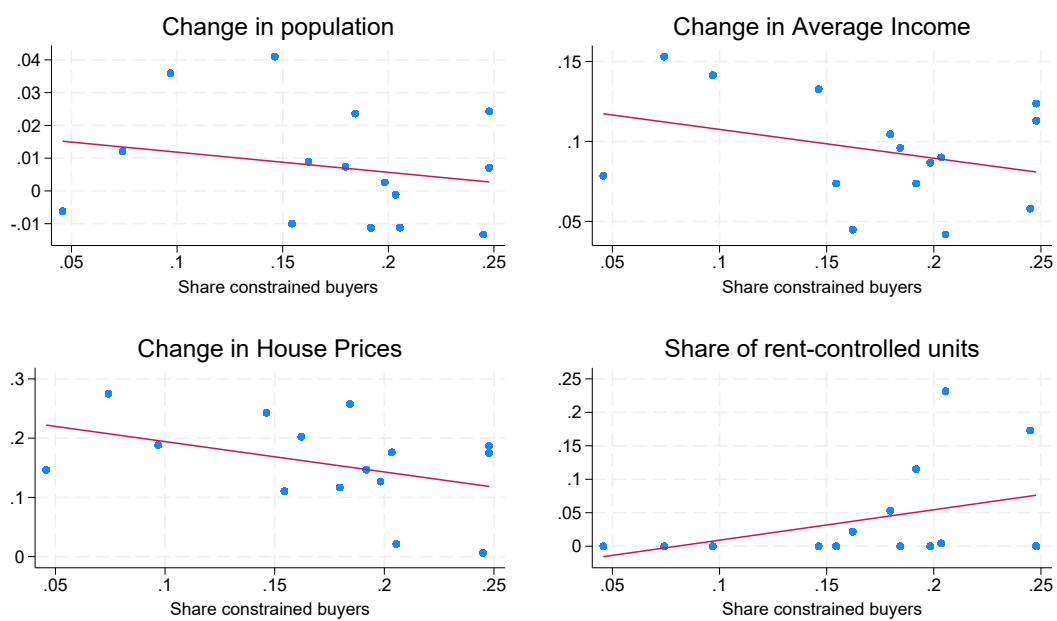 Change in population
.04
.03
.02
.01
0
-.01
.05 .1 .15 .2 .25
Share constrained buyers
Change in Average Income
.15
.1
.05
.05 .1 .15 .2 .25
Share constrained buyers
Change in House Prices
.3
.2
.1
0
.05 .1 .15 .2 .25
Share constrained buyers
Share of rent-controlled units
.25
.2
.15
.1
.05
0
.05 .1 .15 .2 .25
Share constrained buyers